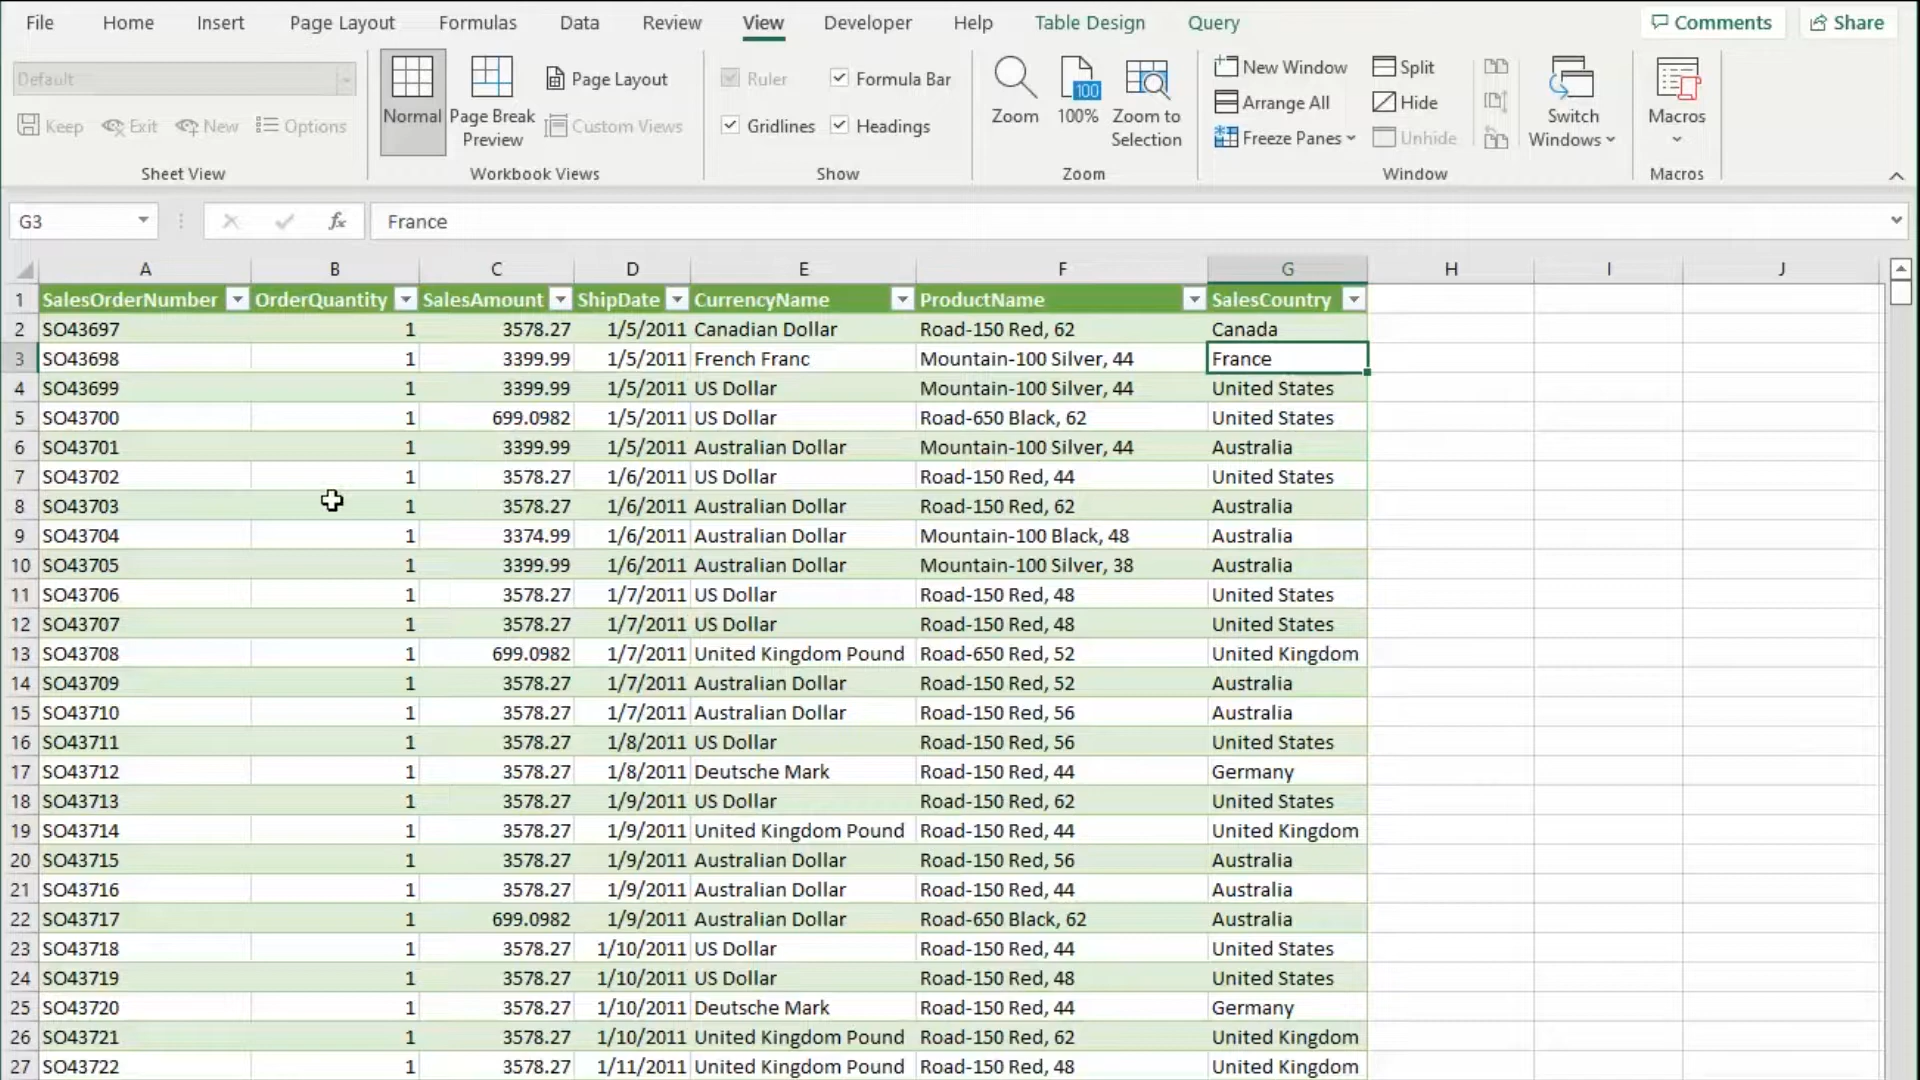 File Home Insert Page Layout Formulas Data Review View Developer Help Table Design Query Comments Share
Default
Keep Exit New Options
Sheet View
Normal
Page Break Preview
Page Layout
Custom Views
Workbook Views
Ruler Formula Bar
Gridlines Headings
Show
Zoom
100
100%
Zoom to Selection
Zoom
New Window
Arrange All
Freeze Panes
Split
Hide
Unhide
Switch Windows
Window
Macros
Macros
G3 fx France
A B C D E F G H I J
1 SalesOrderNumber OrderQuantity SalesAmount ShipDate CurrencyName ProductName SalesCountry
2 SO43697 1 3578.27 1/5/2011 Canadian Dollar Road-150 Red, 62 Canada
3 SO43698 1 3399.99 1/5/2011 French Franc Mountain-100 Silver, 44 France
4 SO43699 1 3399.99 1/5/2011 US Dollar Mountain-100 Silver, 44 United States
5 SO43700 1 699.0982 1/5/2011 US Dollar Road-650 Black, 62 United States
6 SO43701 1 3399.99 1/5/2011 Australian Dollar Mountain-100 Silver, 44 Australia
7 SO43702 1 3578.27 1/6/2011 US Dollar Road-150 Red, 44 United States
8 SO43703 1 3578.27 1/6/2011 Australian Dollar Road-150 Red, 62 Australia
9 SO43704 1 3374.99 1/6/2011 Australian Dollar Mountain-100 Black, 48 Australia
10 SO43705 1 3399.99 1/6/2011 Australian Dollar Mountain-100 Silver, 38 Australia
11 SO43706 1 3578.27 1/7/2011 US Dollar Road-150 Red, 48 United States
12 SO43707 1 3578.27 1/7/2011 US Dollar Road-150 Red, 48 United States
13 SO43708 1 699.0982 1/7/2011 United Kingdom Pound Road-650 Red, 52 United Kingdom
14 SO43709 1 3578.27 1/7/2011 Australian Dollar Road-150 Red, 52 Australia
15 SO43710 1 3578.27 1/7/2011 Australian Dollar Road-150 Red, 56 Australia
16 SO43711 1 3578.27 1/8/2011 US Dollar Road-150 Red, 56 United States
17 SO43712 1 3578.27 1/8/2011 Deutsche Mark Road-150 Red, 44 Germany
18 SO43713 1 3578.27 1/9/2011 US Dollar Road-150 Red, 62 United States
19 SO43714 1 3578.27 1/9/2011 United Kingdom Pound Road-150 Red, 44 United Kingdom
20 SO43715 1 3578.27 1/9/2011 Australian Dollar Road-150 Red, 56 Australia
21 SO43716 1 3578.27 1/9/2011 Australian Dollar Road-150 Red, 44 Australia
22 SO43717 1 699.0982 1/9/2011 Australian Dollar Road-650 Black, 62 Australia
23 SO43718 1 3578.27 1/10/2011 US Dollar Road-150 Red, 44 United States
24 SO43719 1 3578.27 1/10/2011 US Dollar Road-150 Red, 48 United States
25 SO43720 1 3578.27 1/10/2011 Deutsche Mark Road-150 Red, 44 Germany
26 SO43721 1 3578.27 1/10/2011 United Kingdom Pound Road-150 Red, 62 United Kingdom
27 SO43722 1 3578.27 1/11/2011 United Kingdom Pound Road-150 Red, 48 United Kingdom